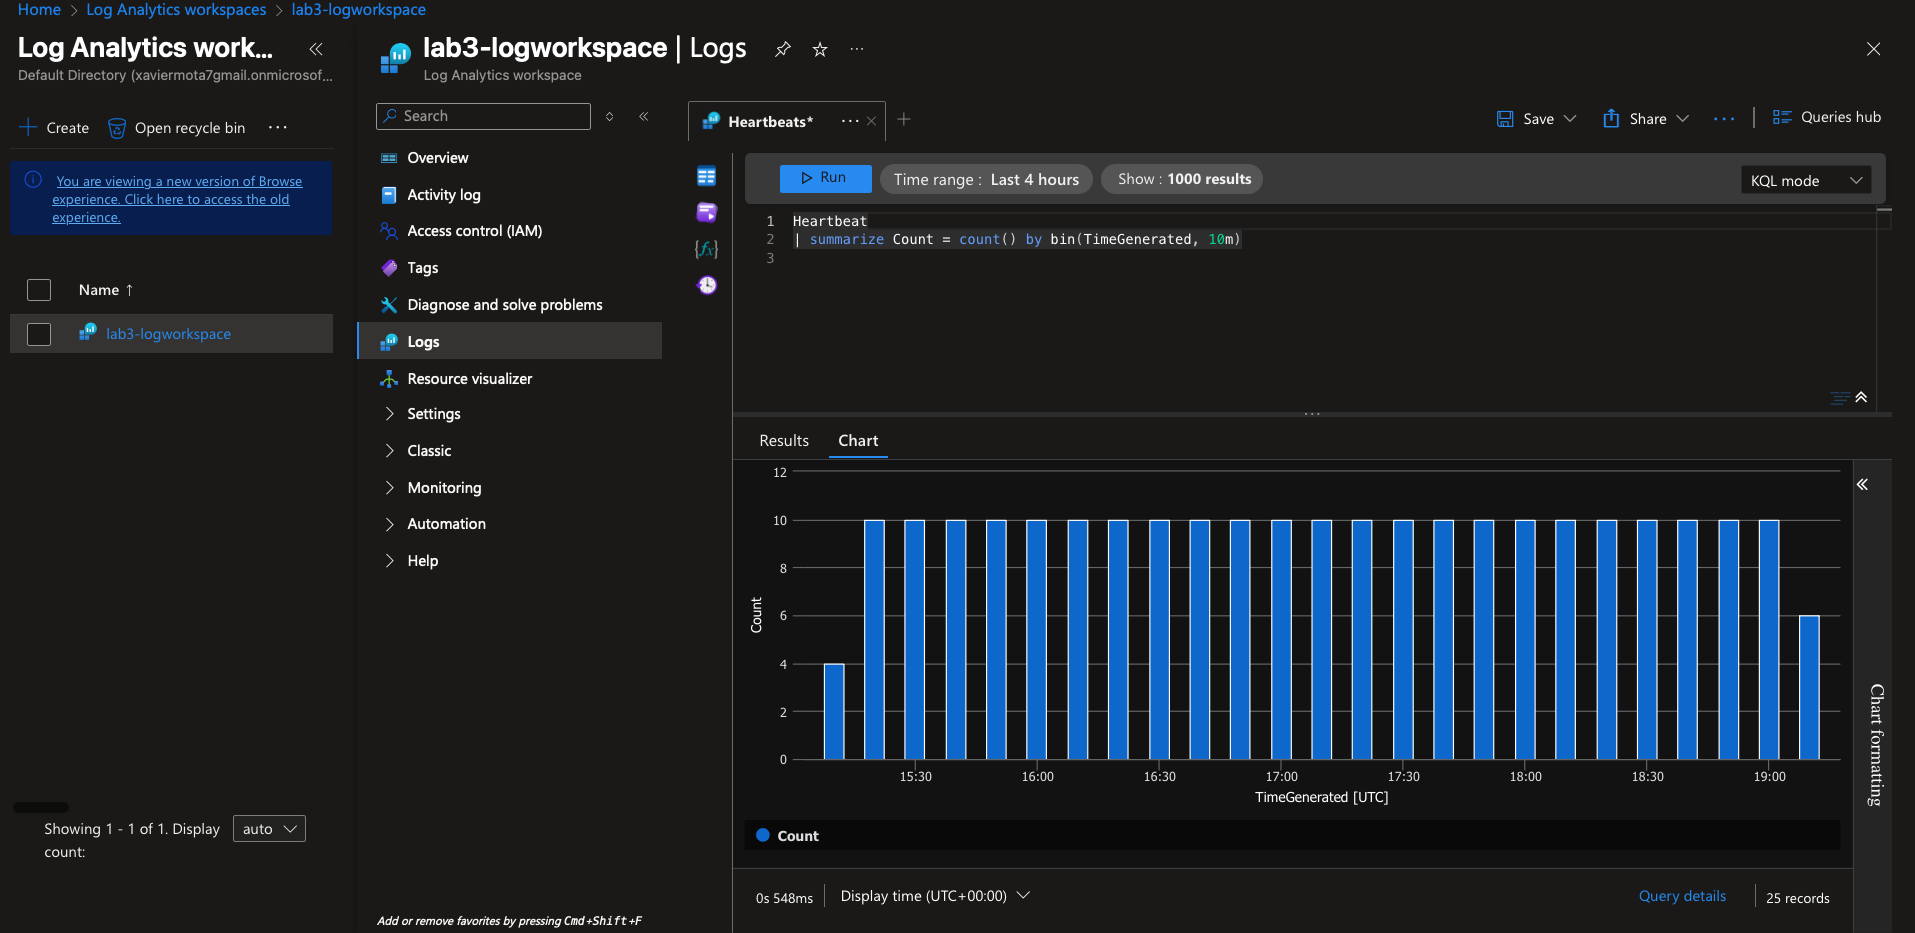 Home > Log Analytics workspaces > lab3-logworkspace
Log Analytics work...
Default Directory (xaviermota7gmail.onmicrosof...
Create Open recycle bin
You are viewing a new version of Browse
experience. Click here to access the old
experience.
Name ↑
lab3-logworkspace
Showing 1 - 1 of 1. Display auto
count:
lab3-logworkspace | Logs
Log Analytics workspace
Search
Overview
Activity log
Access control (IAM)
Tags
Diagnose and solve problems
Logs
Resource visualizer
Settings
Classic
Monitoring
Automation
Help
Add or remove favorites by pressing Cmd+Shift+F
Heartbeats*
Save Share Queries hub
Run Time range : Last 4 hours Show : 1000 results KQL mode
{fx}
1 Heartbeat
2 | summarize Count = count() by bin(TimeGenerated, 10m)
3
Results Chart
12
10
8
6
4
2
0
Count
15:30 16:00 16:30 17:00 17:30 18:00 18:30 19:00
TimeGenerated [UTC]
Count
Chart formatting
0s 548ms Display time (UTC+00:00) Query details 25 records